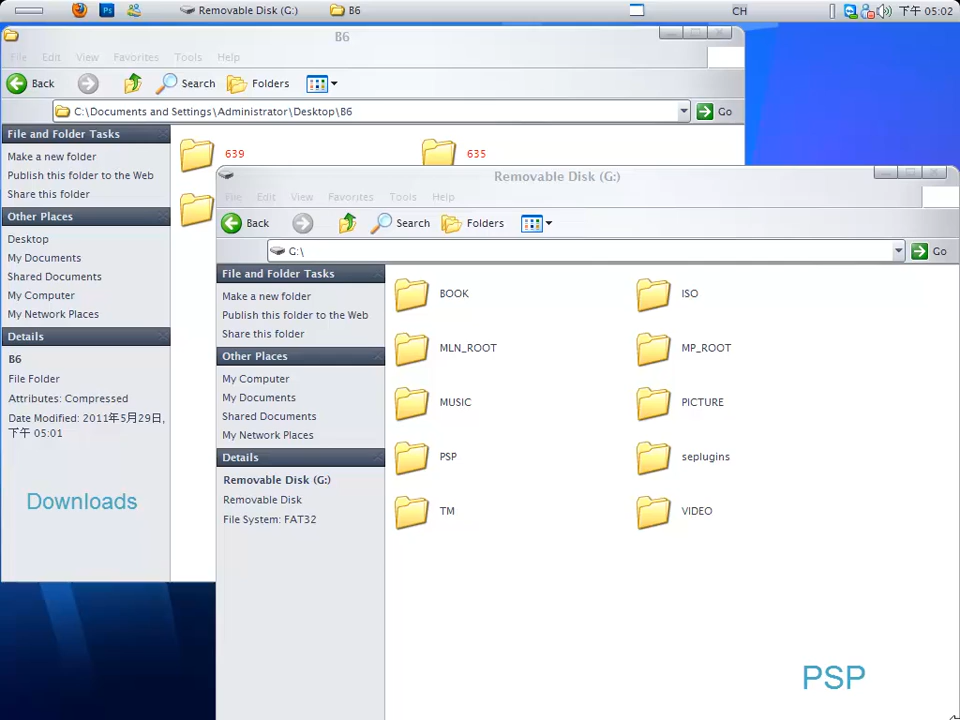 Removable Disk (G:)
B6
CH
下午 05:02
B6
File Edit View Favorites Tools Help
Back Search Folders
C:\Documents and Settings\Administrator\Desktop\B6 Go
File and Folder Tasks
Make a new folder
Publish this folder to the Web
Share this folder
Other Places
Desktop
My Documents
Shared Documents
My Computer
My Network Places
Details
B6
File Folder
Attributes: Compressed
Date Modified: 2011年5月29日,
下午 05:01
Downloads
639
635
Removable Disk (G:)
File Edit View Favorites Tools Help
Back Search Folders
G:\ Go
File and Folder Tasks
Make a new folder
Publish this folder to the Web
Share this folder
Other Places
My Computer
My Documents
Shared Documents
My Network Places
Details
Removable Disk (G:)
Removable Disk
File System: FAT32
BOOK ISO
MLN_ROOT MP_ROOT
MUSIC PICTURE
PSP seplugins
TM VIDEO
PSP